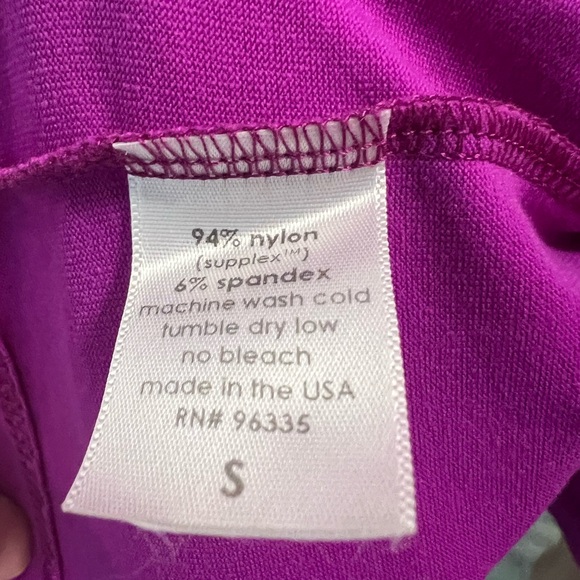 94% nylon
(supplex™)
6% spandex
machine wash cold
tumble dry low
no bleach
made in the USA
RN# 96335
S